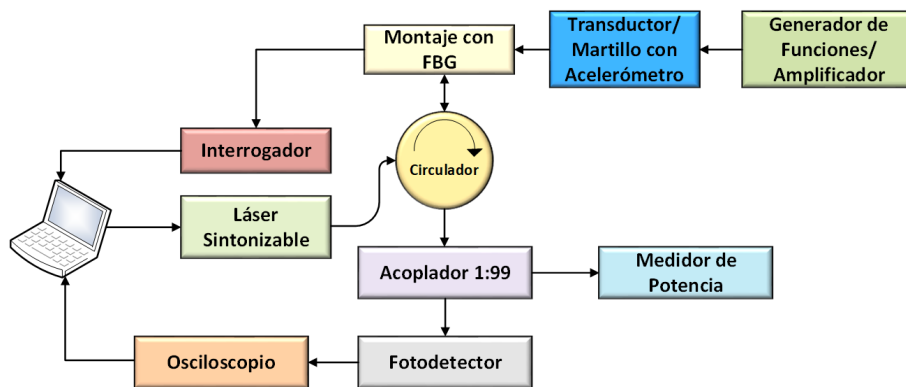 Montaje con
FBG
Transductor/
Martillo con
Acelerómetro
Generador de
Funciones/
Amplificador
Interrogador
Circulador
Láser
Sintonizable
Acoplador 1:99
Medidor de
Potencia
Osciloscopio
Fotodetector